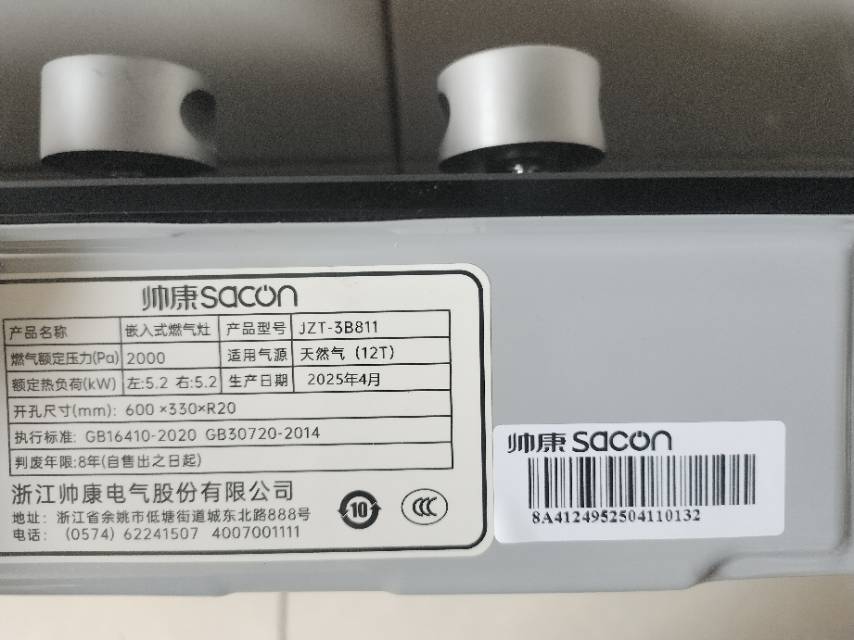 帅康sacon
产品名称 嵌入式燃气灶 产品型号 JZT-3B811
燃气额定压力(Pa) 2000 适用气源 天然气（12T）
额定热负荷(kW) 左:5.2 右:5.2 生产日期 2025年4月
开孔尺寸(mm): 600×330×R20
执行标准: GB16410-2020 GB30720-2014
判废年限:8年(自售出之日起)
浙江帅康电气股份有限公司
地址: 浙江省余姚市低塘街道城东北路888号
电话: (0574) 62241507 4007001111
10
CCC
帅康sacon
8A4124952504110132